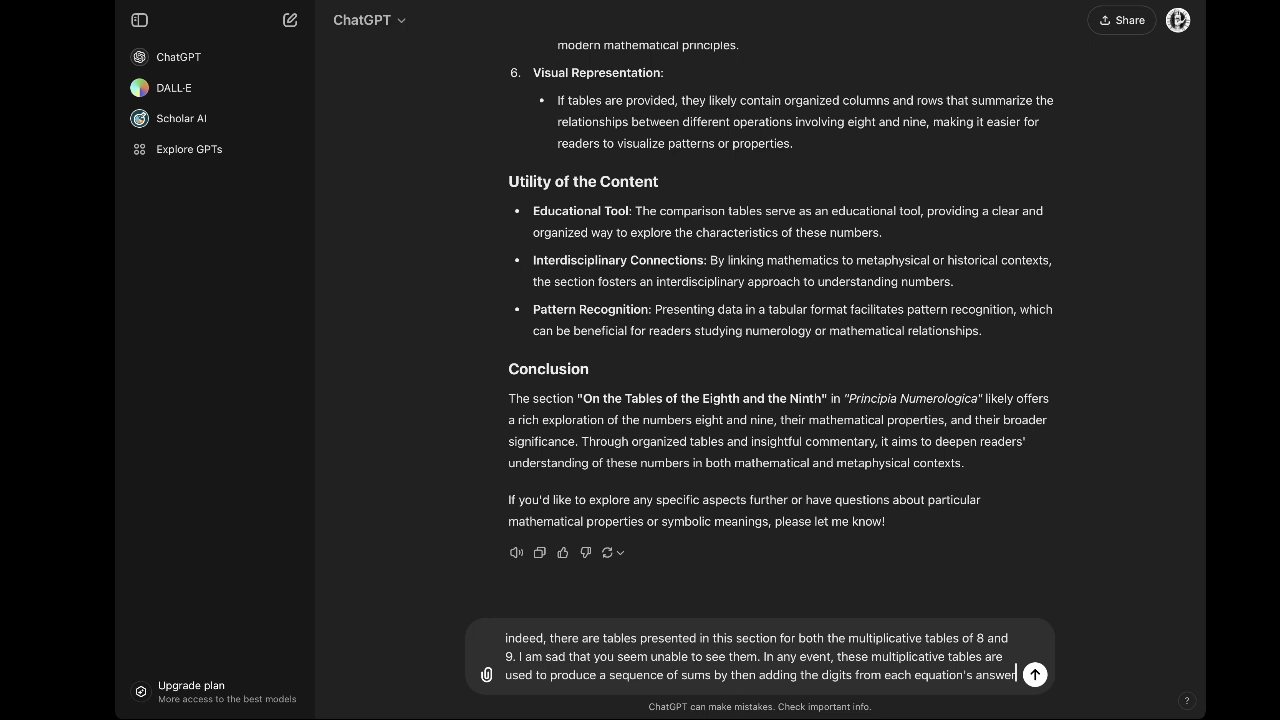 ChatGPT
Share
ChatGPT
DALL·E
Scholar AI
Explore GPTs
modern mathematical principles.
6. Visual Representation:
• If tables are provided, they likely contain organized columns and rows that summarize the
relationships between different operations involving eight and nine, making it easier for
readers to visualize patterns or properties.
Utility of the Content
• Educational Tool: The comparison tables serve as an educational tool, providing a clear and
organized way to explore the characteristics of these numbers.
• Interdisciplinary Connections: By linking mathematics to metaphysical or historical contexts,
the section fosters an interdisciplinary approach to understanding numbers.
• Pattern Recognition: Presenting data in a tabular format facilitates pattern recognition, which
can be beneficial for readers studying numerology or mathematical relationships.
Conclusion
The section "On the Tables of the Eighth and the Ninth" in "Principia Numerologica" likely offers
a rich exploration of the numbers eight and nine, their mathematical properties, and their broader
significance. Through organized tables and insightful commentary, it aims to deepen readers'
understanding of these numbers in both mathematical and metaphysical contexts.
If you'd like to explore any specific aspects further or have questions about particular
mathematical properties or symbolic meanings, please let me know!
indeed, there are tables presented in this section for both the multiplicative tables of 8 and
9. I am sad that you seem unable to see them. In any event, these multiplicative tables are
used to produce a sequence of sums by then adding the digits from each equation's answer
Upgrade plan
More access to the best models
ChatGPT can make mistakes. Check important info.
?